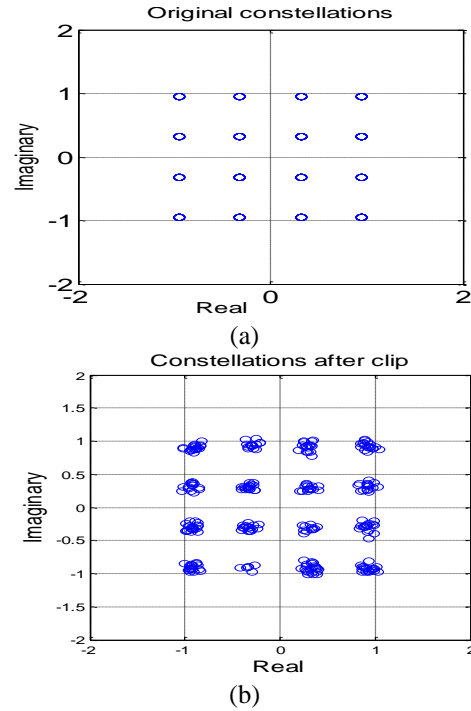 Original constellations
2
1
0
-1
-2
Imaginary
-2 0 2
Real
(a)
Constellations after clip
2
1.5
1
0.5
0
-0.5
-1
-1.5
-2
Imaginary
-2 -1 0 1 2
Real
(b)